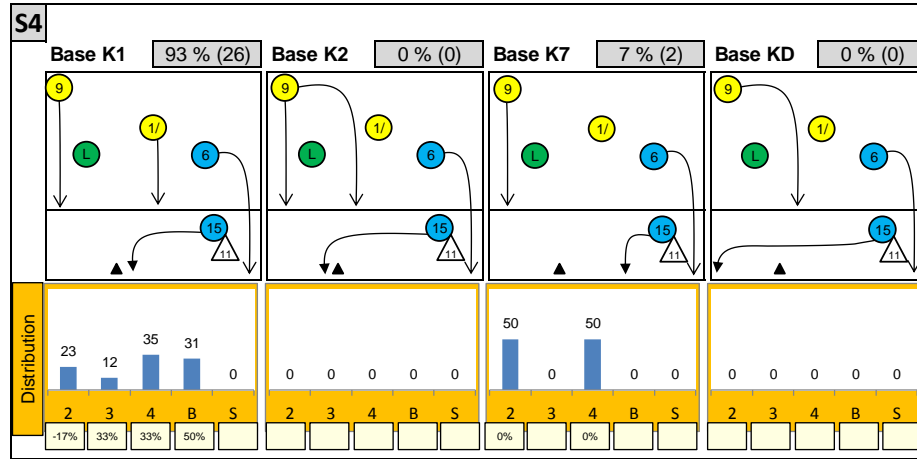 S4
Base K1 93 % (26) Base K2 0 % (0) Base K7 7 % (2) Base KD 0 % (0)
9 9 9 9
1/ 1/ 1/ 1/
L 6 L 6 L 6 L 6
15 15 15 15
11 11 11 11
Distribution
23 12 35 31 0 0 0 0 0 0 50 0 50 0 0 0 0 0 0 0
2 3 4 B S 2 3 4 B S 2 3 4 B S 2 3 4 B S
-17% 33% 33% 50% 0% 0%